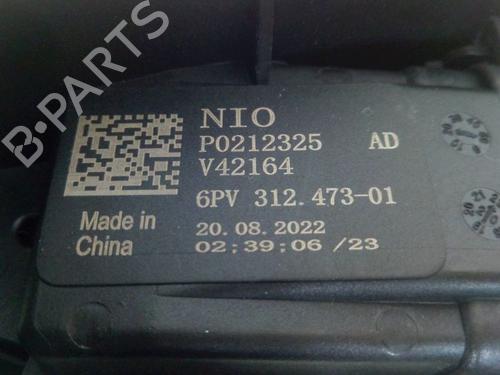 B-PARTS
NIO
P0212325 AD
V42164
6PV 312.473-01
Made in
China
20.08.2022
02;39;06 /23